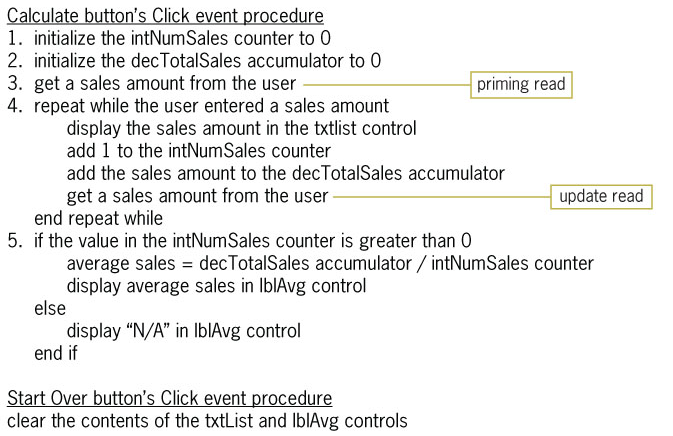 Calculate button's Click event procedure
1. initialize the intNumSales counter to 0
2. initialize the decTotalSales accumulator to 0
3. get a sales amount from the user priming read
4. repeat while the user entered a sales amount
display the sales amount in the txtlist control
add 1 to the intNumSales counter
add the sales amount to the decTotalSales accumulator
get a sales amount from the user update read
end repeat while
5. if the value in the intNumSales counter is greater than 0
average sales = decTotalSales accumulator / intNumSales counter
display average sales in lblAvg control
else
display “N/A” in lblAvg control
end if
Start Over button's Click event procedure
clear the contents of the txtList and lblAvg controls